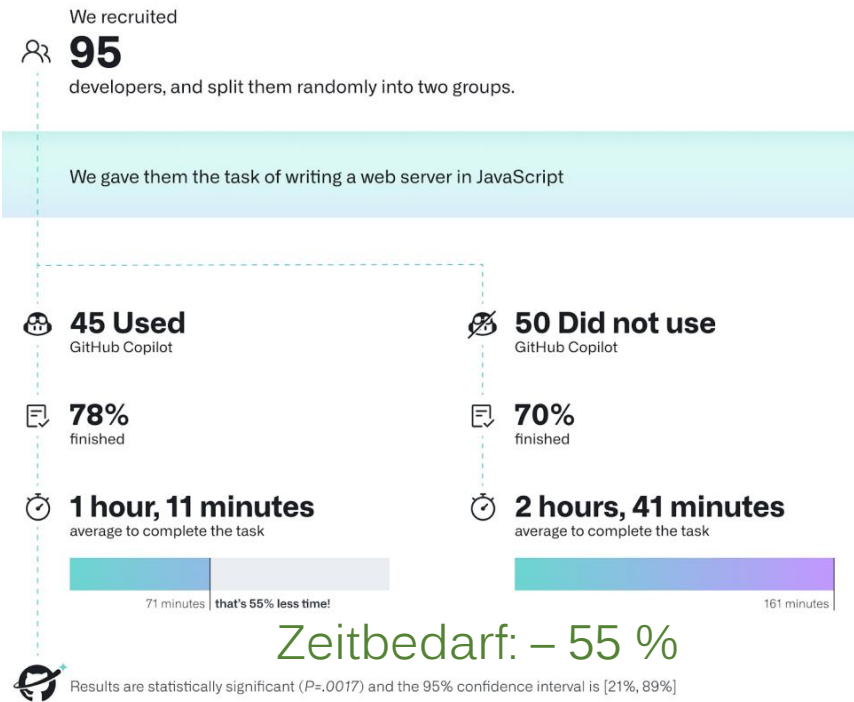 We recruited
95
developers, and split them randomly into two groups.
We gave them the task of writing a web server in JavaScript
45 Used
GitHub Copilot
78%
finished
1 hour, 11 minutes
average to complete the task
71 minutes
that's 55% less time!
50 Did not use
GitHub Copilot
70%
finished
2 hours, 41 minutes
average to complete the task
161 minutes
Zeitbedarf: – 55 %
Results are statistically significant (P=.0017) and the 95% confidence interval is [21%, 89%]